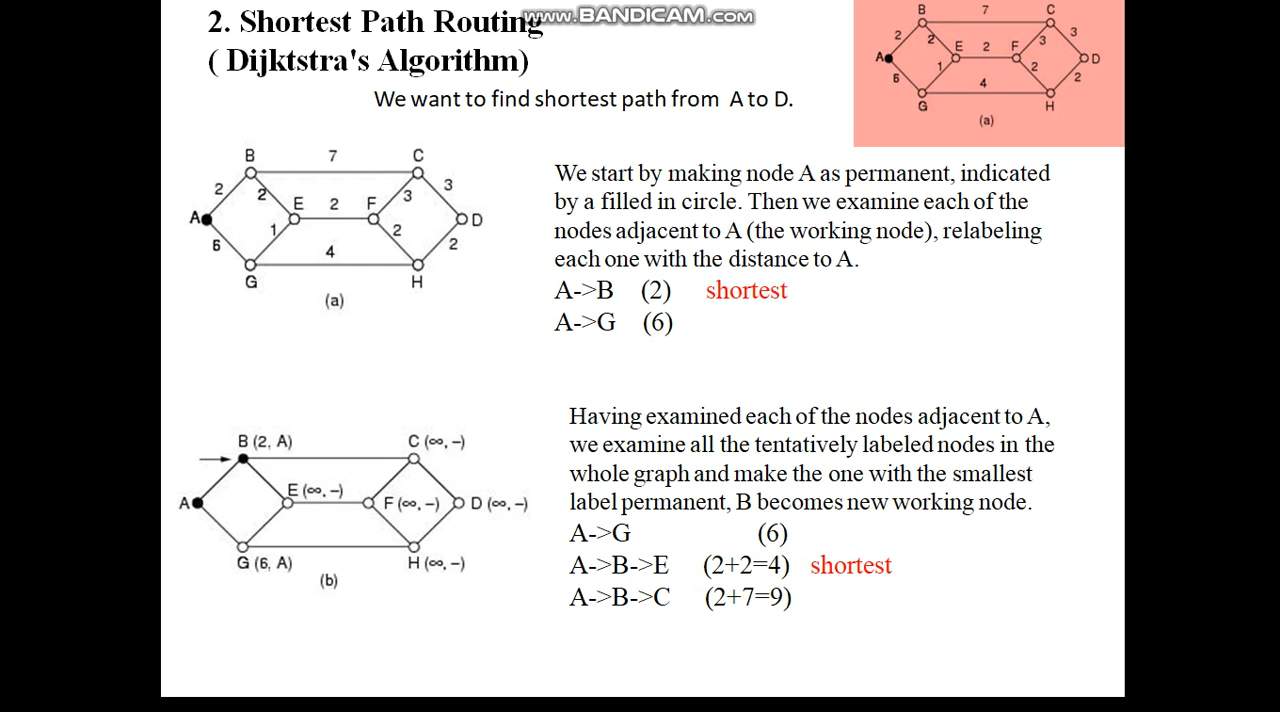 www.BANDICAM.com
2. Shortest Path Routing
( Dijktstra's Algorithm)
We want to find shortest path from A to D.
B 7 C
2 2 E 2 F 3 3
A D
6 1 2 2
4
G H
(a)
B 7 C
2 2 E 2 F 3 3
A D
6 1 2 2
4
G H
(a)
We start by making node A as permanent, indicated
by a filled in circle. Then we examine each of the
nodes adjacent to A (the working node), relabeling
each one with the distance to A.
A->B (2) shortest
A->G (6)
B (2, A) C (∞, –)
E (∞, –)
A F (∞, –) D (∞, –)
G (6, A) H (∞, –)
(b)
Having examined each of the nodes adjacent to A,
we examine all the tentatively labeled nodes in the
whole graph and make the one with the smallest
label permanent, B becomes new working node.
A->G (6)
A->B->E (2+2=4) shortest
A->B->C (2+7=9)